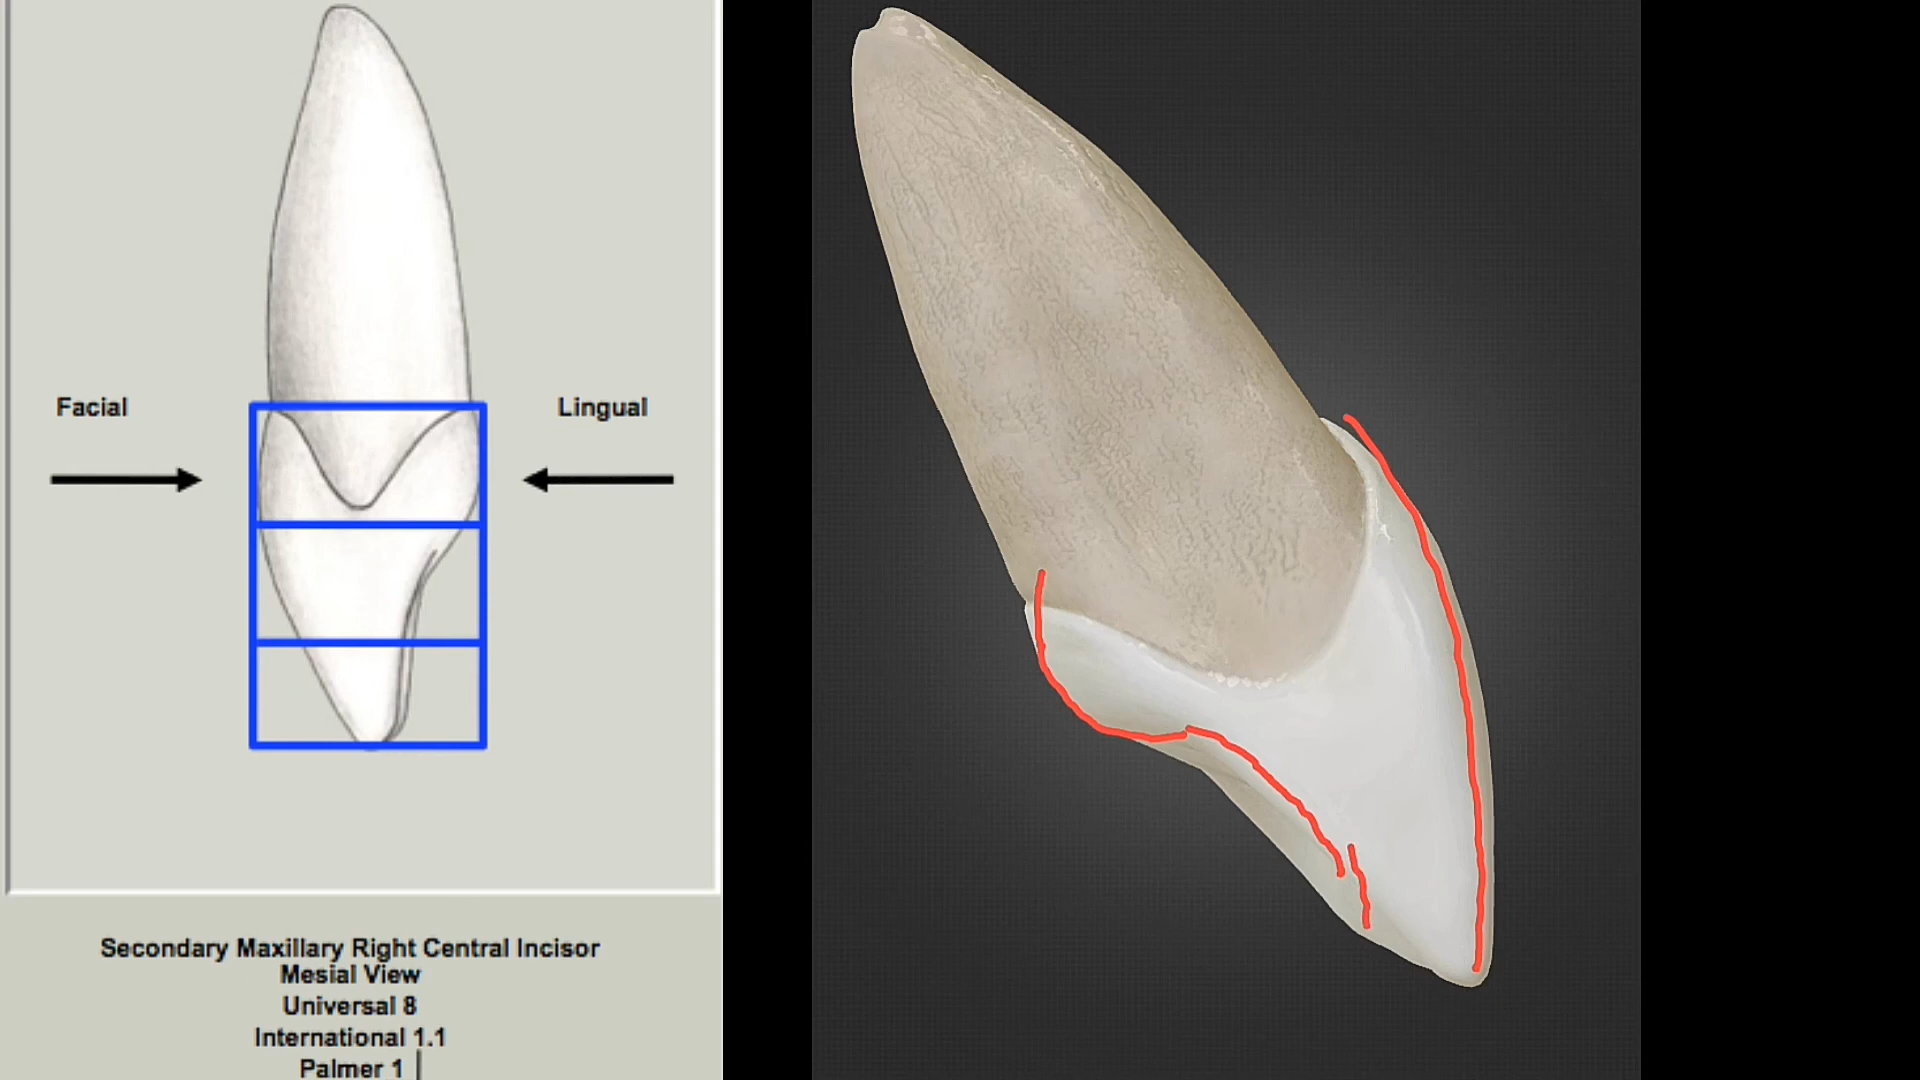 Facial
Lingual
Secondary Maxillary Right Central Incisor
Mesial View
Universal 8
International 1.1
Palmer 1